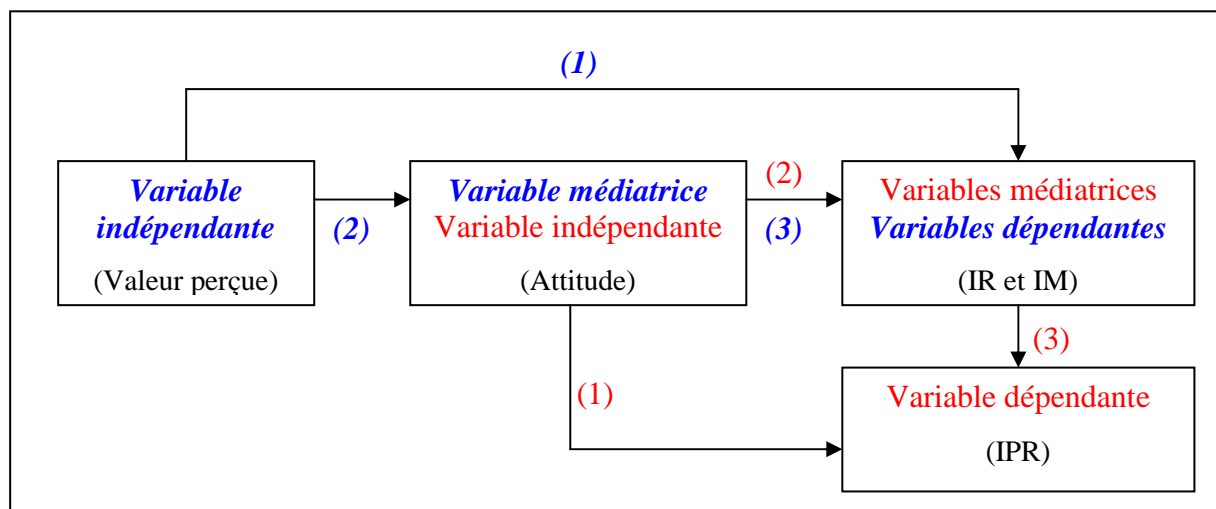 (1)
Variable
indépendante
(Valeur perçue)
(2)
Variable médiatrice
Variable indépendante
(Attitude)
(2)
(3)
Variables médiatrices
Variables dépendantes
(IR et IM)
(1)
(3)
Variable dépendante
(IPR)